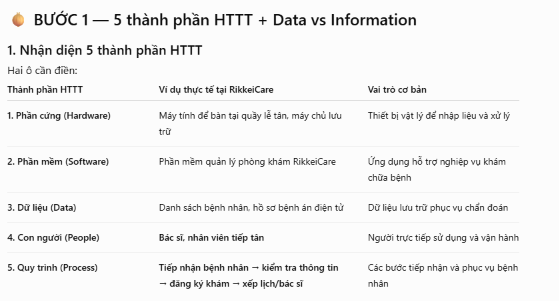 BƯỚC 1 — 5 thành phần HTTT + Data vs Information
1. Nhận diện 5 thành phần HTTT
Hai ô cần điền:
Thành phần HTTT Ví dụ thực tế tại RikkeiCare Vai trò cơ bản
1. Phần cứng (Hardware) Máy tính để bàn tại quầy lễ tân, máy chủ lưu Thiết bị vật lý để nhập liệu và xử lý
trữ
2. Phần mềm (Software) Phần mềm quản lý phòng khám RikkeiCare Ứng dụng hỗ trợ nghiệp vụ khám
chữa bệnh
3. Dữ liệu (Data) Danh sách bệnh nhân, hồ sơ bệnh án điện tử Dữ liệu lưu trữ phục vụ chẩn đoán
4. Con người (People) Bác sĩ, nhân viên tiếp tân Người trực tiếp sử dụng và vận hành
5. Quy trình (Process) Tiếp nhận bệnh nhân → kiểm tra thông tin Các bước tiếp nhận và phục vụ bệnh
→ đăng ký khám → xếp lịch/bác sĩ nhân